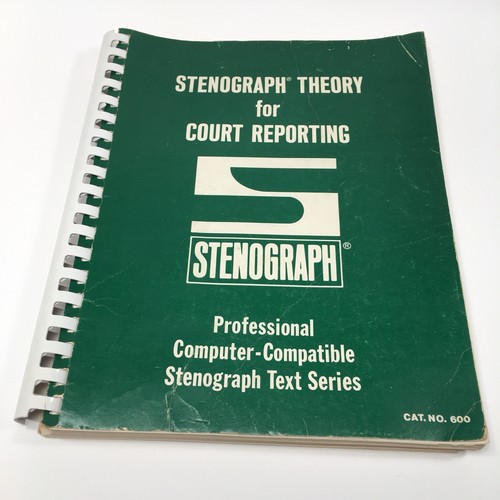 STENOGRAPH® THEORY
for
COURT REPORTING
STENOGRAPH®
Professional
Computer-Compatible
Stenograph Text Series
CAT. NO. 600